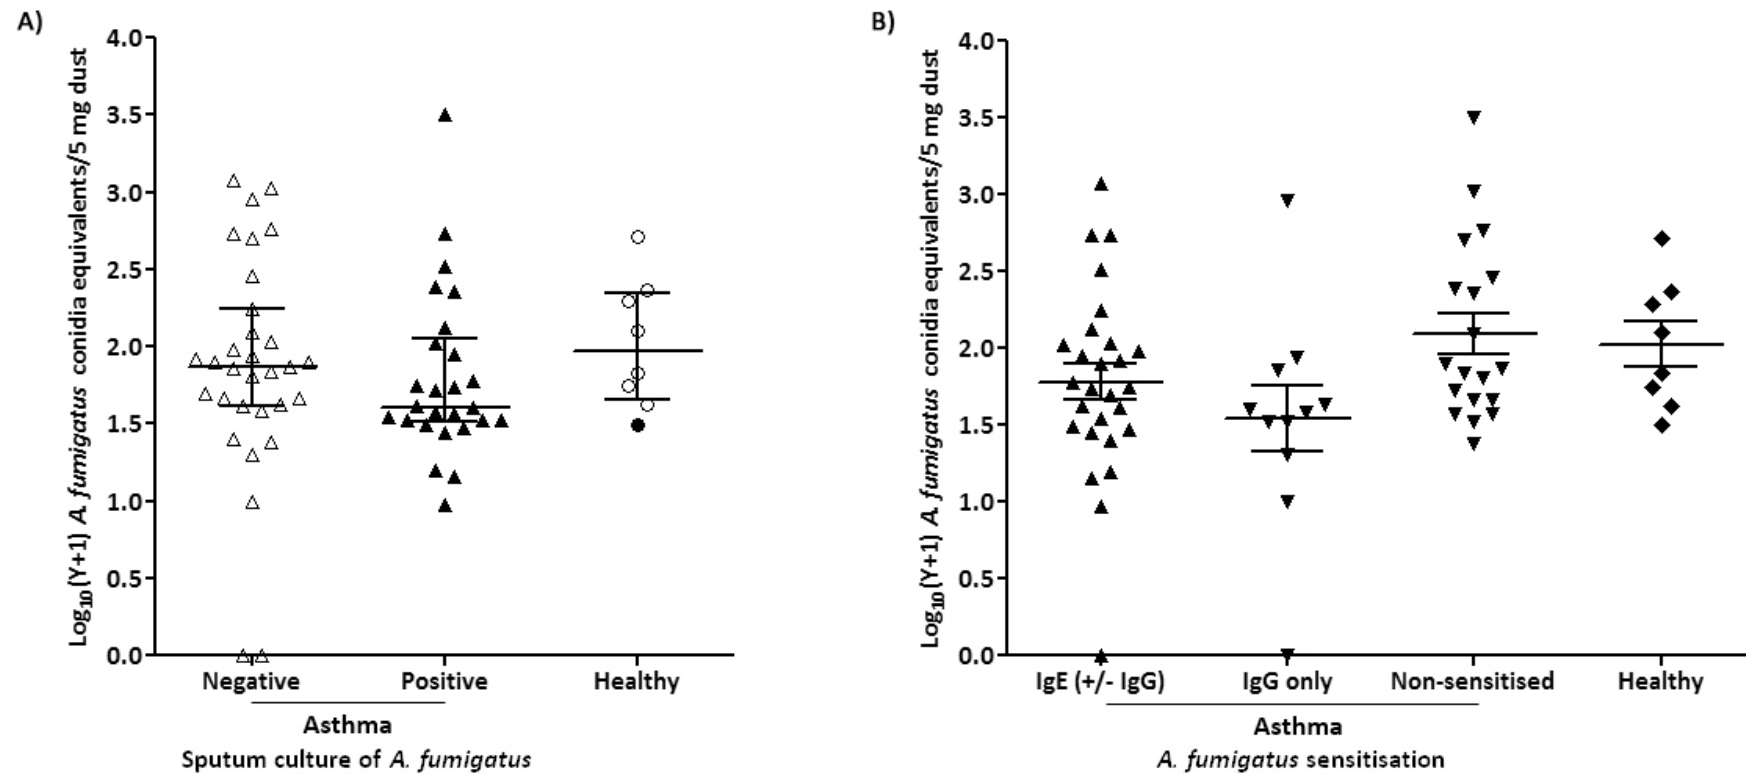 A)
Log10(Y+1) A. fumigatus conidia equivalents/5 mg dust
4.0
3.5
3.0
2.5
2.0
1.5
1.0
0.5
0.0
Negative Positive Healthy
Asthma
Sputum culture of A. fumigatus
B)
Log10(Y+1) A. fumigatus conidia equivalents/5 mg dust
4.0
3.5
3.0
2.5
2.0
1.5
1.0
0.5
0.0
IgE (+/- IgG) IgG only Non-sensitised Healthy
Asthma
A. fumigatus sensitisation